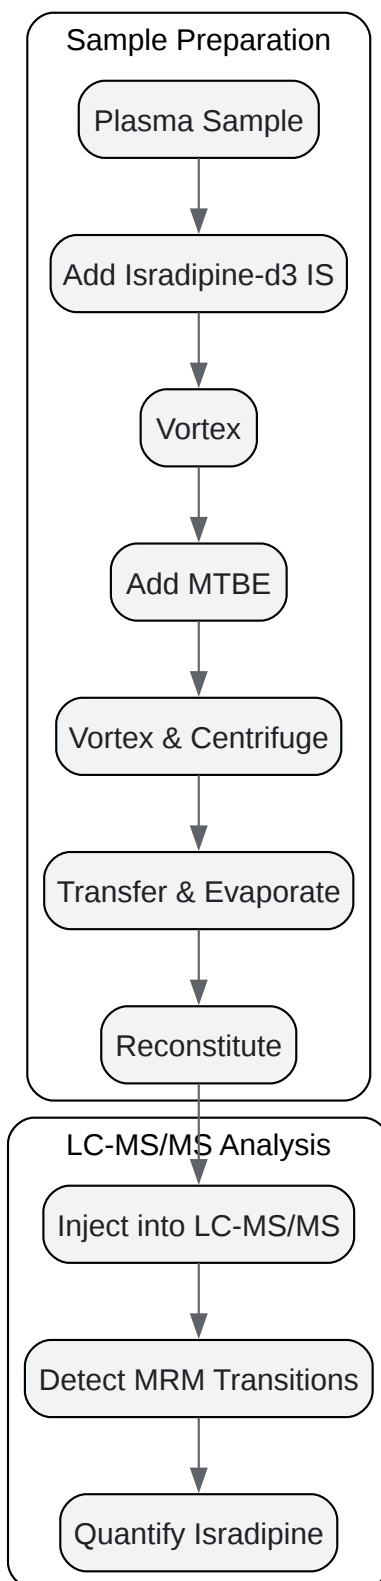 Sample Preparation
Plasma Sample
Add Isradipine-d3 IS
Vortex
Add MTBE
Vortex & Centrifuge
Transfer & Evaporate
Reconstitute
LC-MS/MS Analysis
Inject into LC-MS/MS
Detect MRM Transitions
Quantify Isradipine